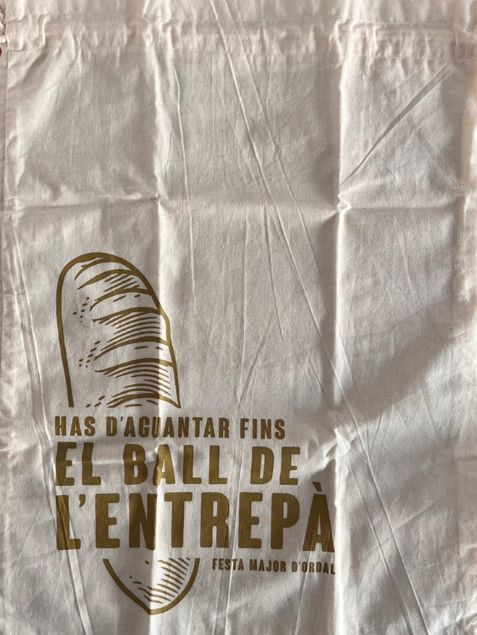 HAS D'AGUANTAR FINS
EL BALL DE
L'ENTREPÀ
FESTA MAJOR D'ORDAL